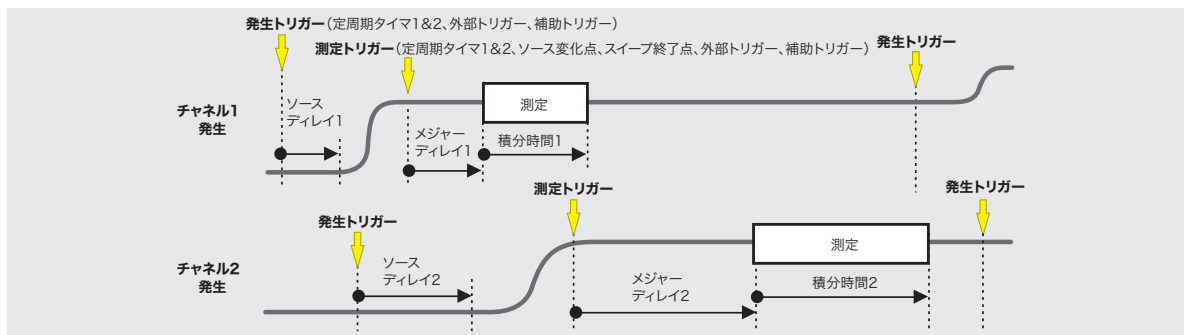 発生トリガー（定周期タイマ1&2、外部トリガー、補助トリガー）
測定トリガー（定周期タイマ1&2、ソース変化点、スイープ終了点、外部トリガー、補助トリガー）
発生トリガー
チャネル1
発生
ソース
ディレイ1
測定
メジャー
ディレイ1
積分時間1
発生トリガー
測定トリガー
発生トリガー
チャネル2
発生
ソース
ディレイ2
測定
メジャー
ディレイ2
積分時間2